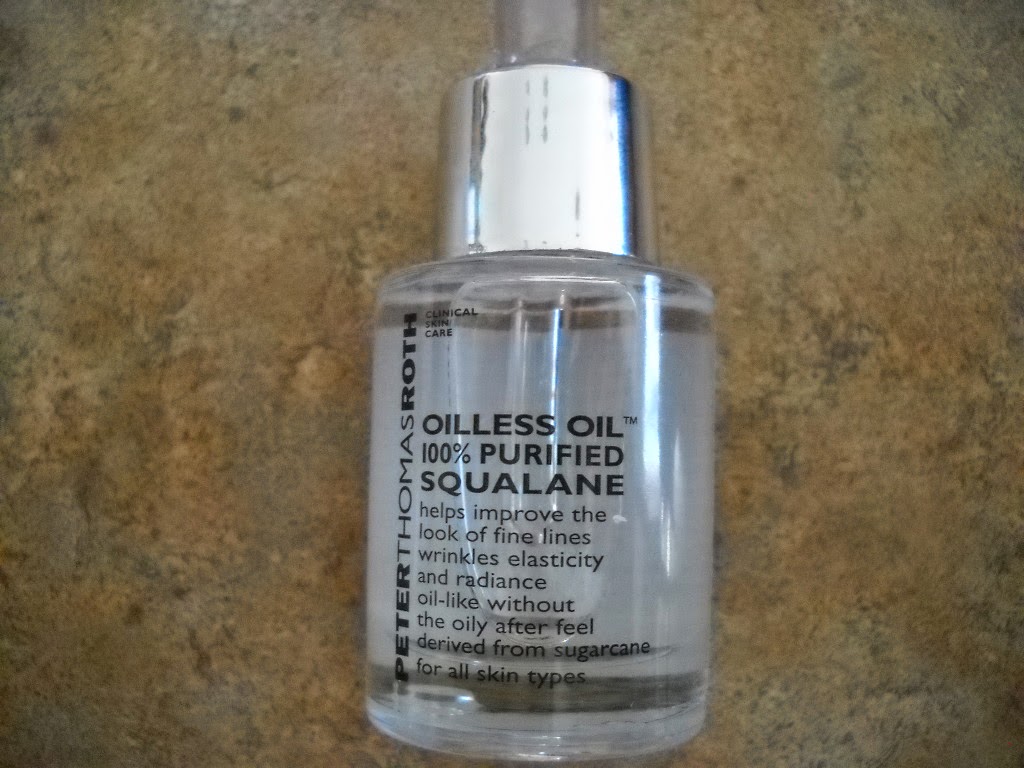 PETERTHOMASROTH
CLINICAL
SKIN
CARE
OILLESS OIL™
100% PURIFIED
SQUALANE
helps improve the
look of fine lines
wrinkles elasticity
and radiance
oil-like without
the oily after feel
derived from sugarcane
for all skin types